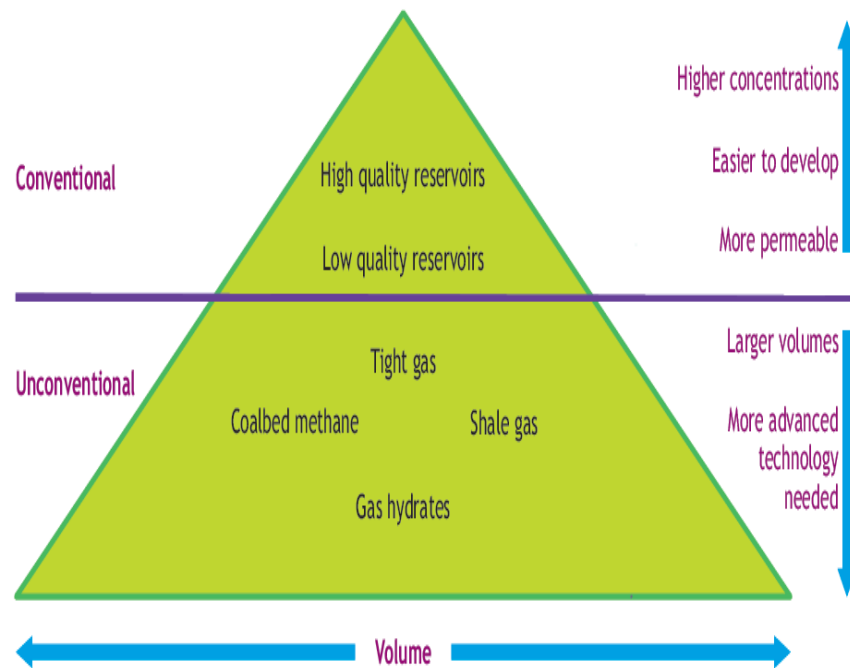 Higher concentrations
Conventional
High quality reservoirs
Easier to develop
Low quality reservoirs
More permeable
Unconventional
Tight gas
Larger volumes
Coalbed methane
Shale gas
More advanced
technology
needed
Gas hydrates
Volume